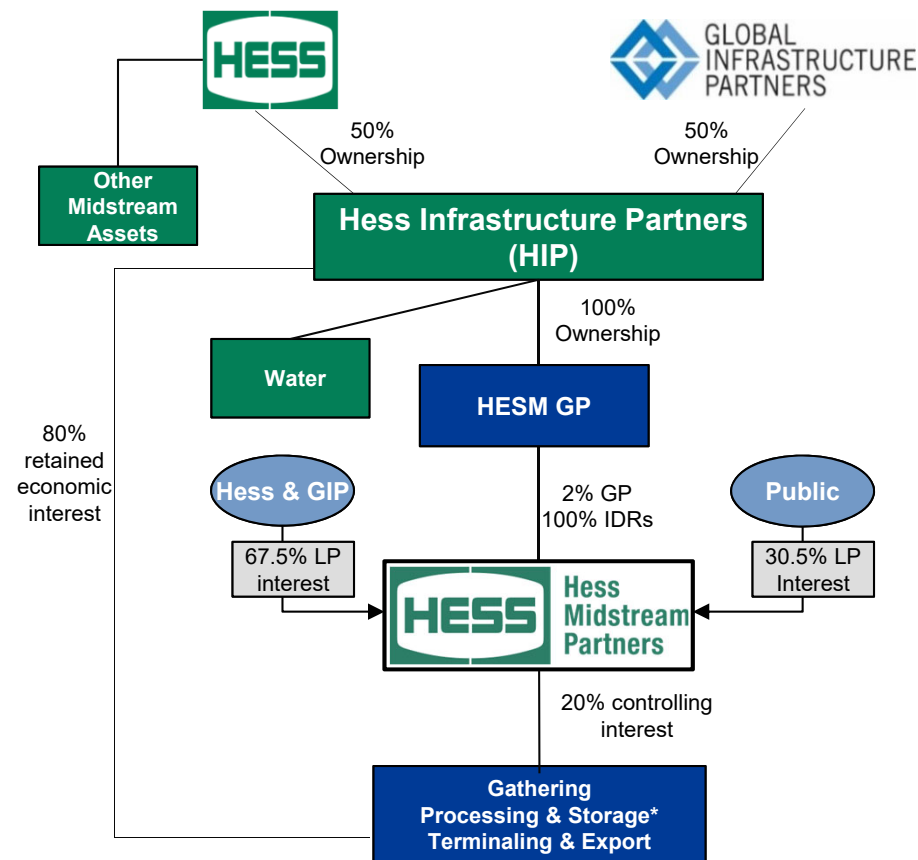 HESS
GLOBAL
INFRASTRUCTURE
PARTNERS
50%
Ownership
50%
Ownership
Other
Midstream
Assets
Hess Infrastructure Partners
(HIP)
100%
Ownership
Water
HESM GP
80%
retained
economic
interest
Hess & GIP
2% GP
100% IDRs
Public
67.5% LP
interest
30.5% LP
Interest
HESS
Hess
Midstream
Partners
20% controlling
interest
Gathering
Processing & Storage*
Terminaling & Export